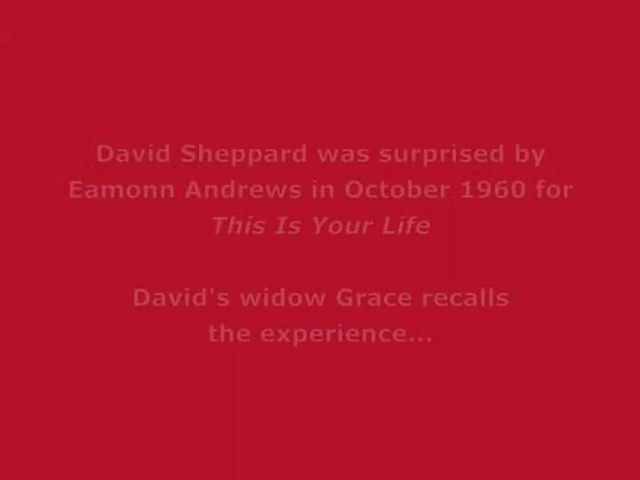 David Sheppard was surprised by
Eamonn Andrews in October 1960 for
This Is Your Life
David's widow Grace recalls
the experience...